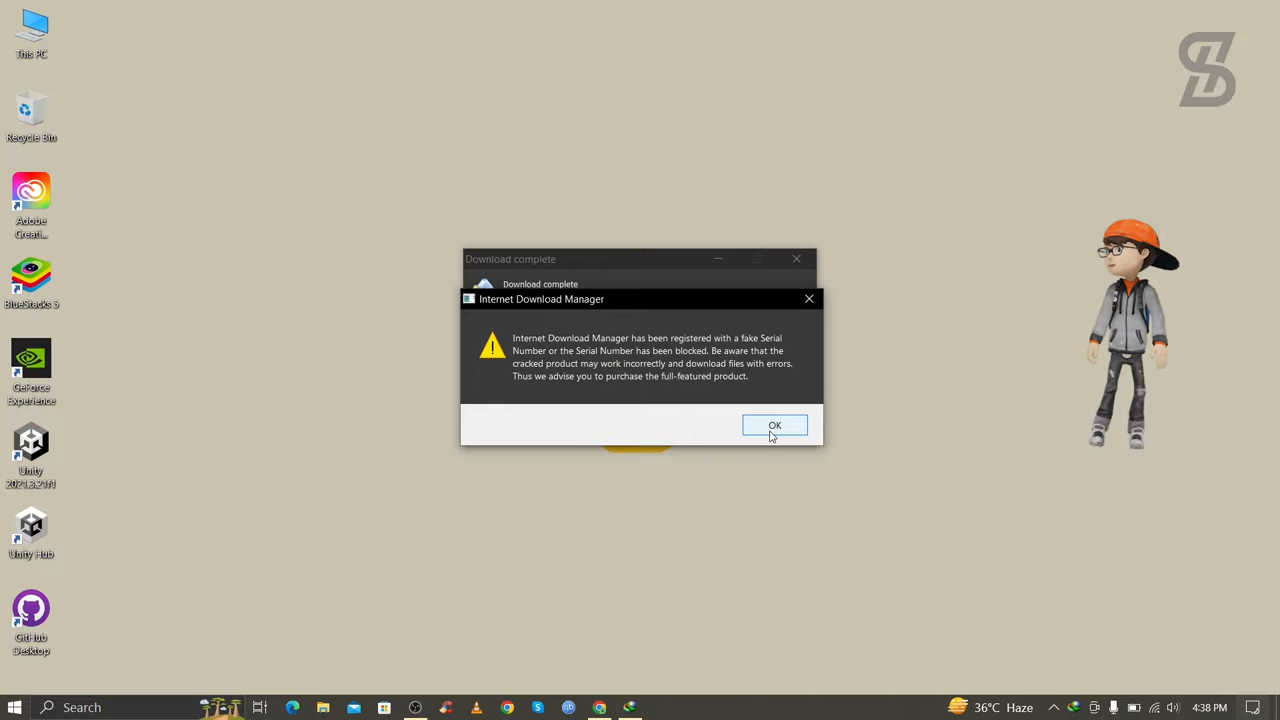 This PC
Recycle Bin
Adobe
Creati...
BlueStacks 5
GeForce
Experience
Unity
2021.3.21f1
Unity Hub
GitHub
Desktop
Download complete
Download complete
Internet Download Manager
Internet Download Manager has been registered with a fake Serial
Number or the Serial Number has been blocked. Be aware that the
cracked product may work incorrectly and download files with errors.
Thus we advise you to purchase the full-featured product.
OK
Search
36°C Haze
4:38 PM